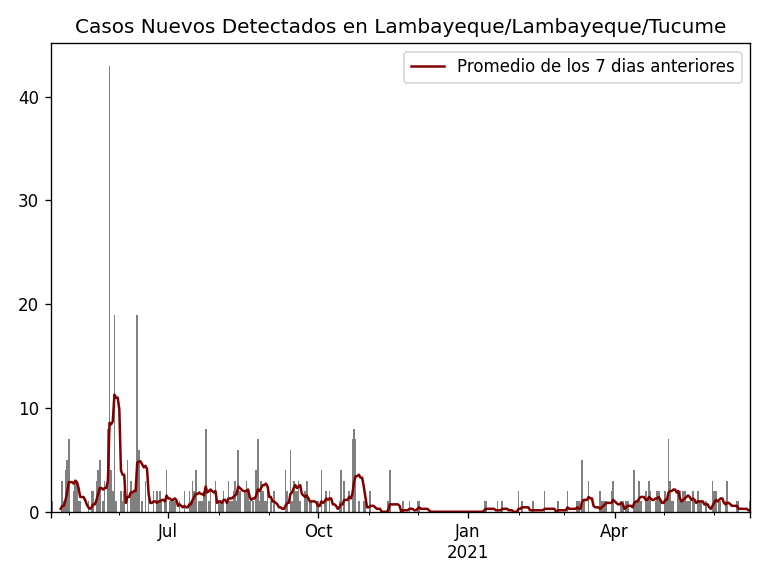 Casos Nuevos Detectados en Lambayeque/Lambayeque/Tucume
Promedio de los 7 dias anteriores
40
30
20
10
0
Jul
Oct
Jan
2021
Apr